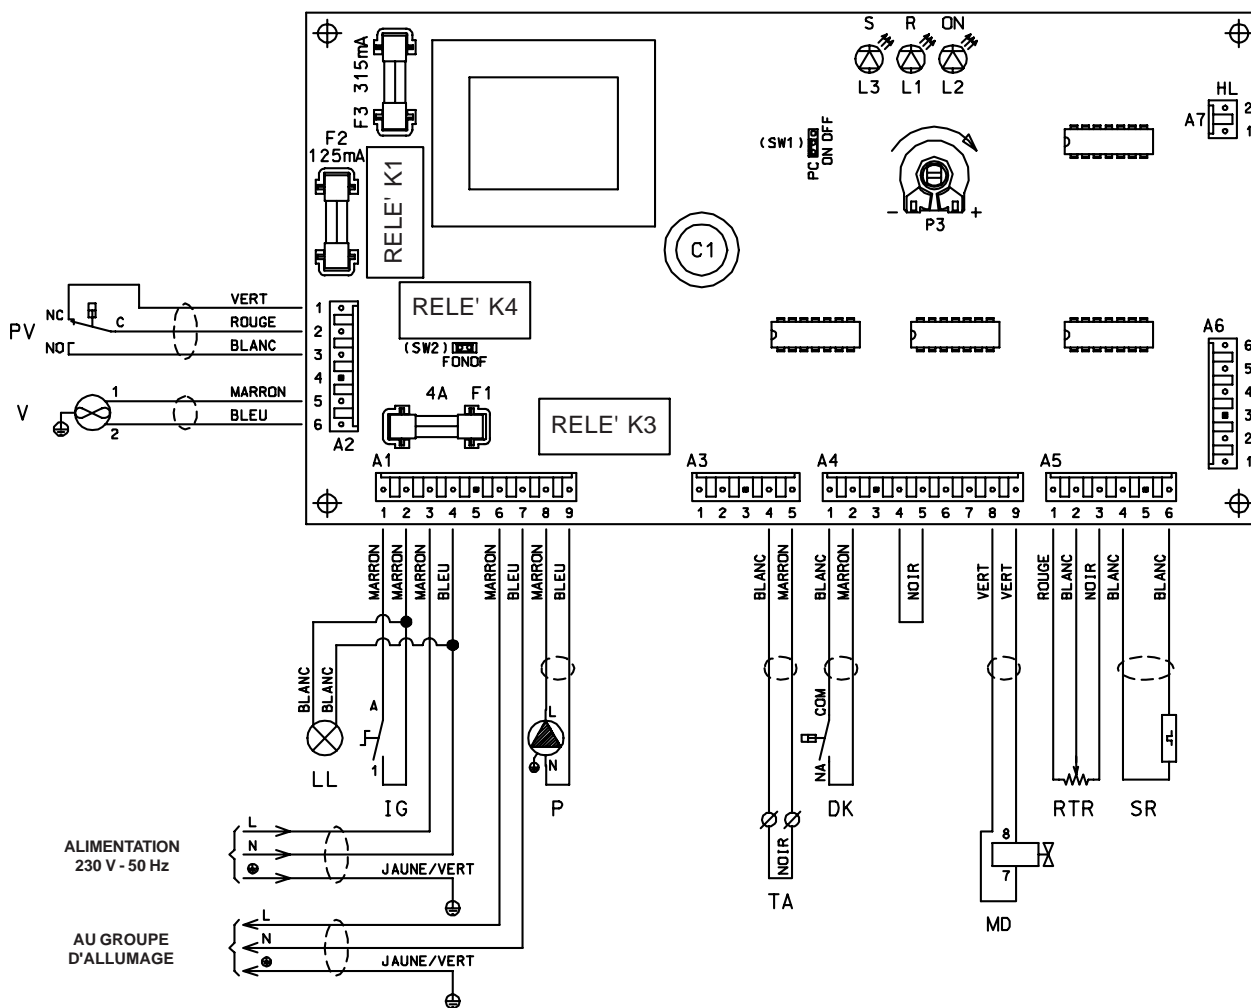 S R ON
L3 L1 L2
HL
A7
2
1
F3 315mA
F2
125mA
RELE' K1
(SW1)
PC
ON OFF
- P3 +
C1
RELE' K4
(SW2)
FONOF
4A F1
RELE' K3
A6
6
5
4
3
2
1
PV
NC
C
NO
VERT
ROUGE
BLANC
V
1
2
MARRON
BLEU
1
2
3
4
5
6
A2
A1
1 2 3 4 5 6 7 8 9
A3
1 2 3 4 5
A4
1 2 3 4 5 6 7 8 9
A5
1 2 3 4 5 6
MARRON
MARRON
MARRON
BLEU
MARRON
BLEU
MARRON
BLEU
BLANC
MARRON
BLANC
MARRON
NOIR
VERT
VERT
ROUGE
BLANC
NOIR
BLANC
BLANC
BLANC
BLANC
LL
A
1
IG
L
N
P
NOIR
TA
COM
NA
DK
8
7
MD
RTR
SR
ALIMENTATION
230 V - 50 Hz
L
N
JAUNE/VERT
AU GROUPE
D'ALLUMAGE
L
N
JAUNE/VERT